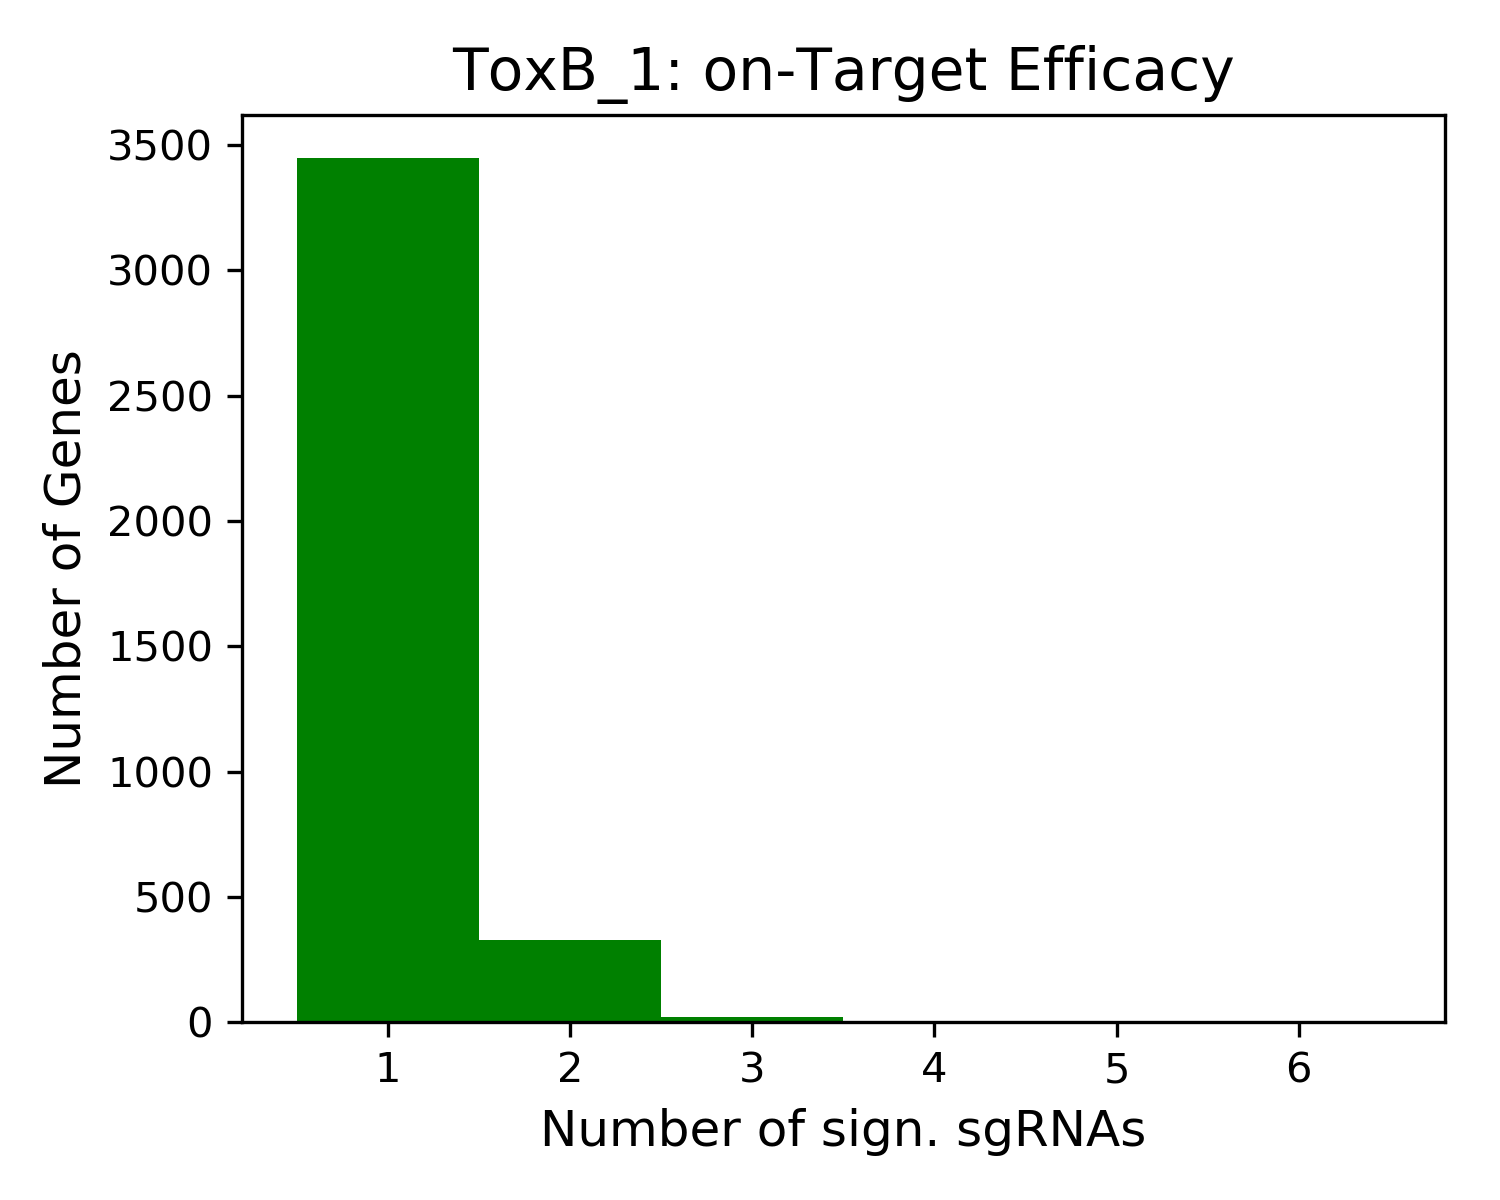 ToxB_1: on-Target Efficacy
Number of Genes
3500
3000
2500
2000
1500
1000
500
0
1 2 3 4 5 6
Number of sign. sgRNAs